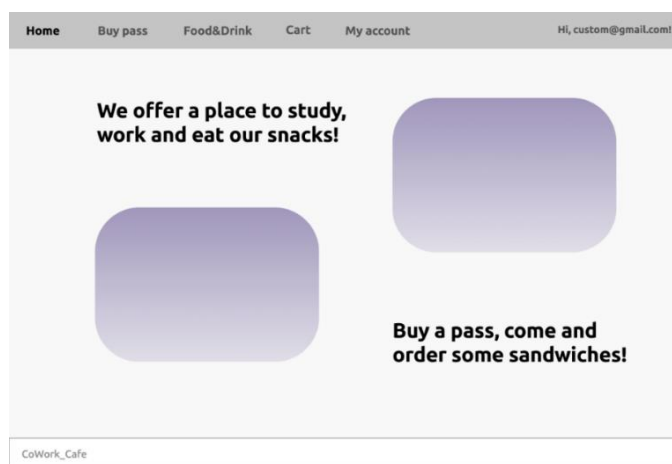 Home Buy pass Food&Drink Cart My account Hi, custom@gmail.com!
We offer a place to study,
work and eat our snacks!
Buy a pass, come and
order some sandwiches!
CoWork_Cafe